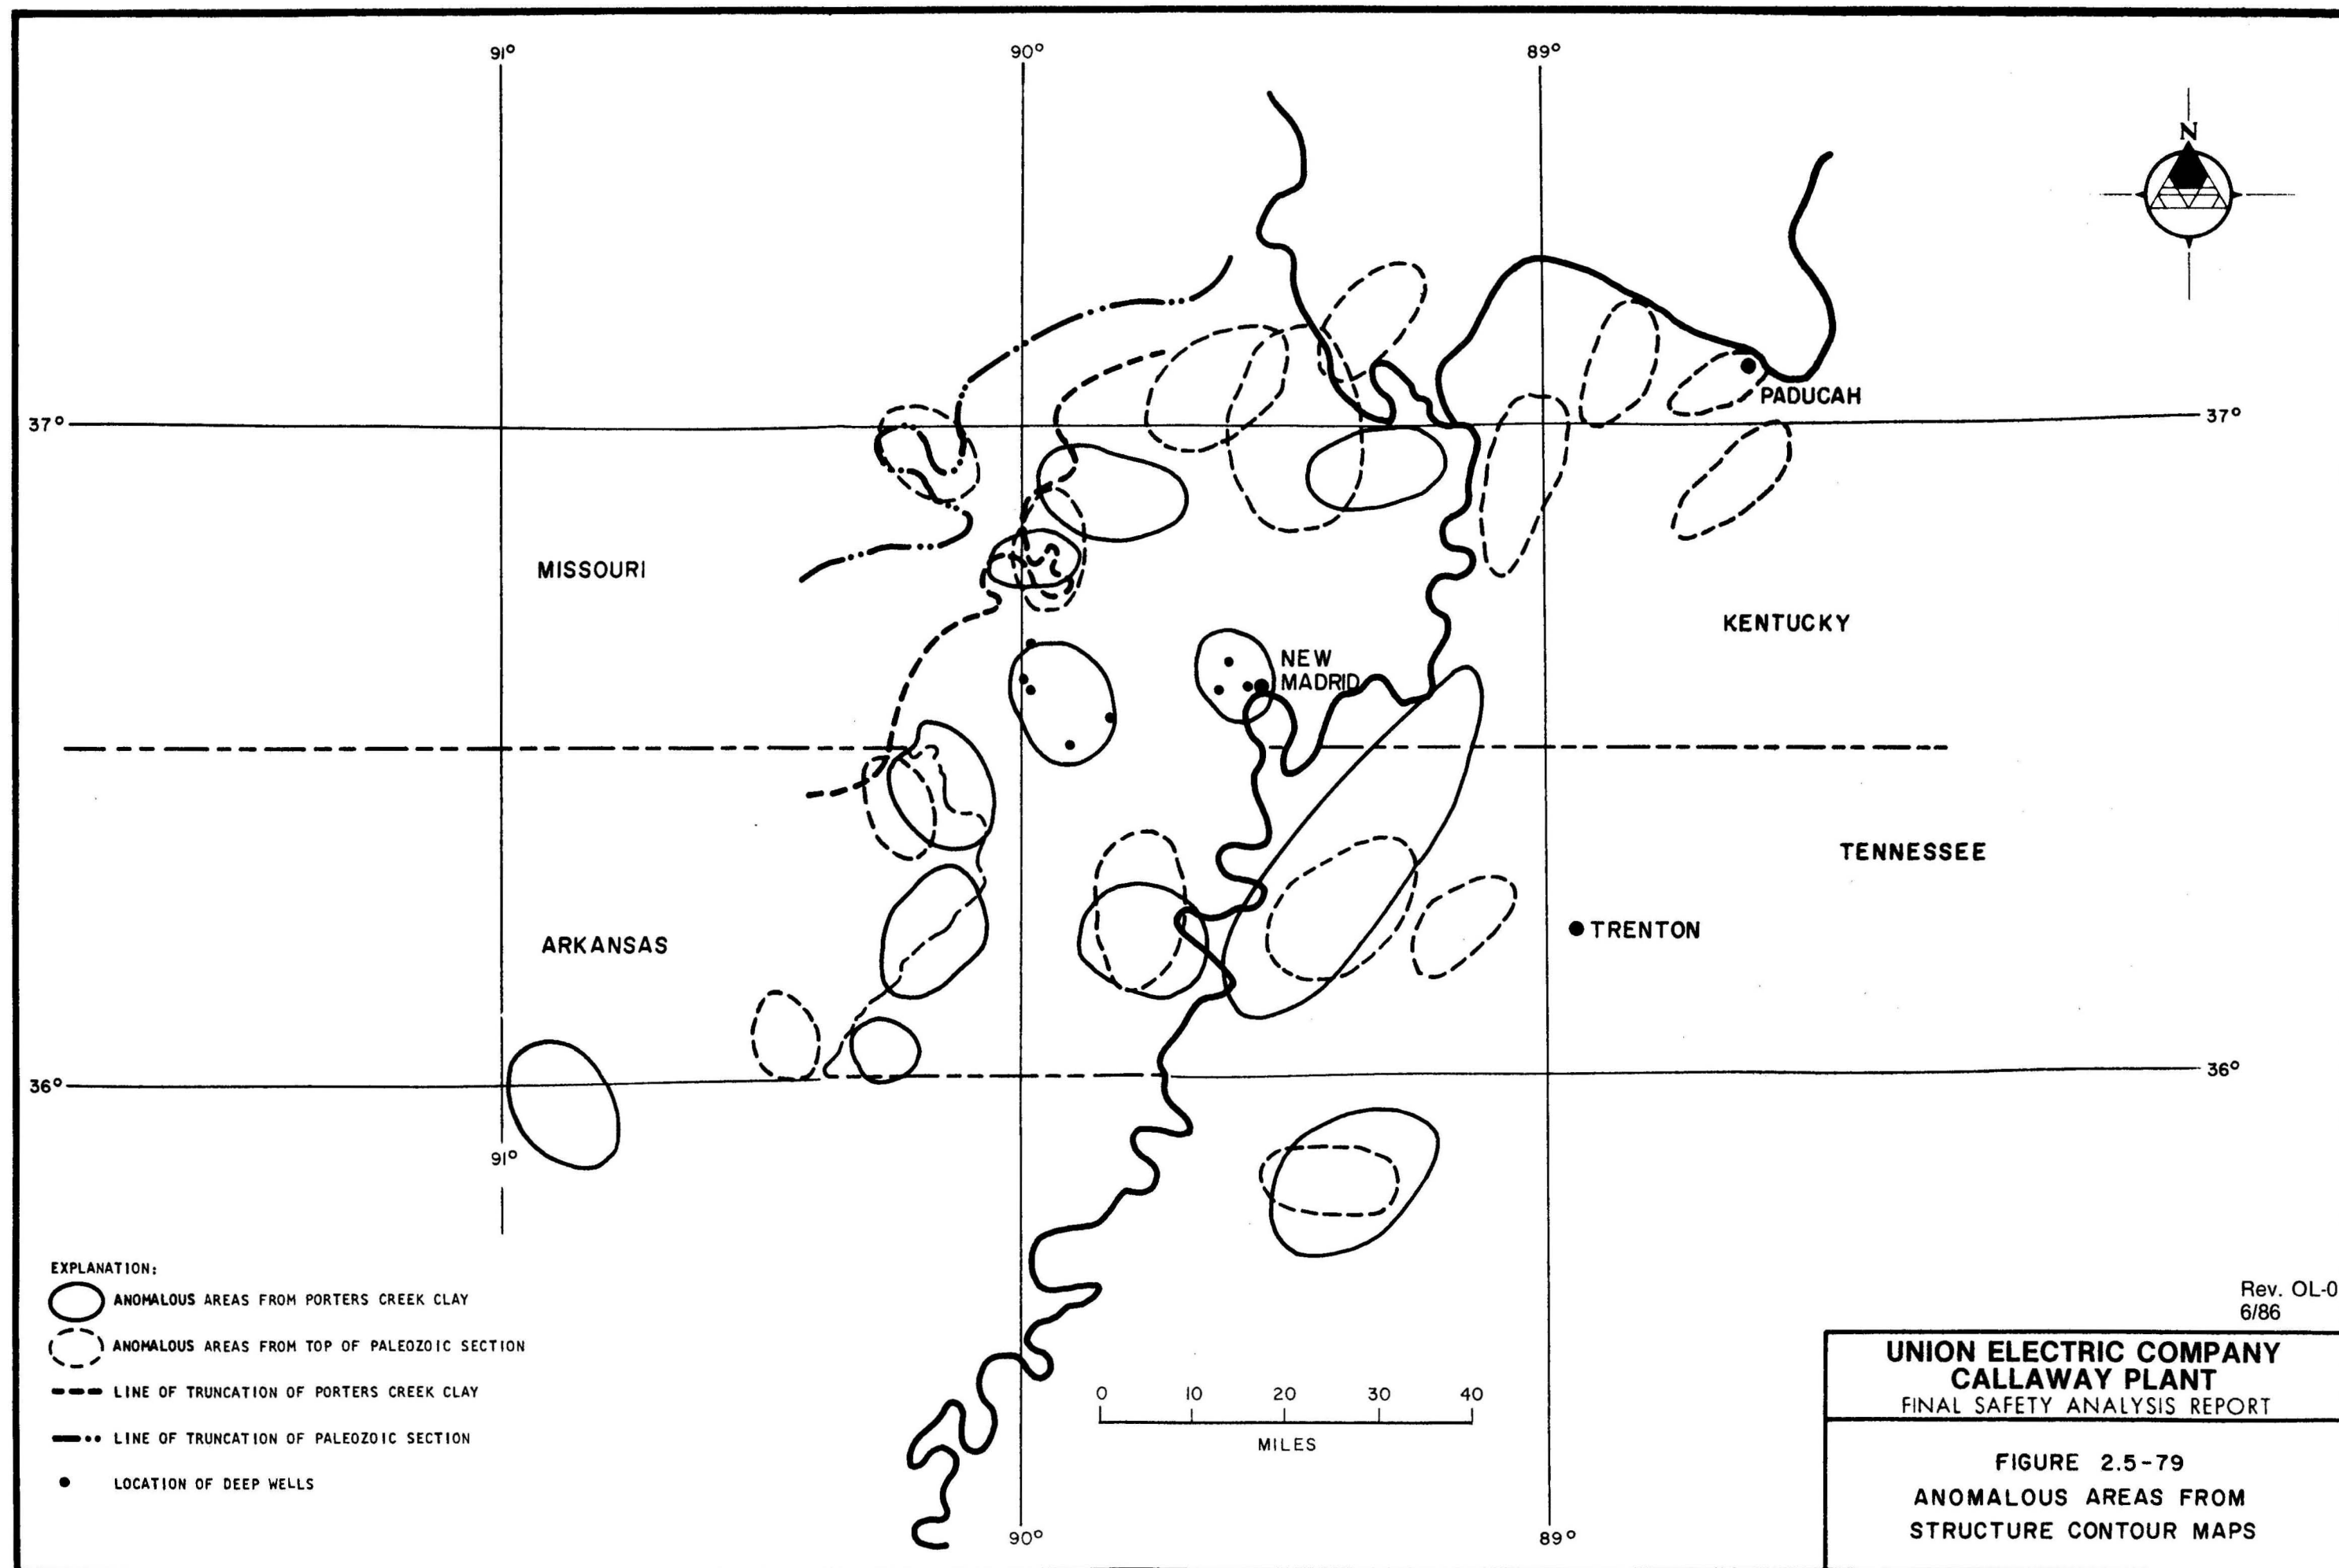 91° 90° 89°
N
PADUCAH
37° 37°
MISSOURI
KENTUCKY
NEW
MADRID
TENNESSEE
TRENTON
ARKANSAS
36° 36°
91°
EXPLANATION:
ANOMALOUS AREAS FROM PORTERS CREEK CLAY
ANOMALOUS AREAS FROM TOP OF PALEOZOIC SECTION
LINE OF TRUNCATION OF PORTERS CREEK CLAY
LINE OF TRUNCATION OF PALEOZOIC SECTION
LOCATION OF DEEP WELLS
0 10 20 30 40
MILES
90° 89°
Rev. OL-0
6/86
UNION ELECTRIC COMPANY
CALLAWAY PLANT
FINAL SAFETY ANALYSIS REPORT
FIGURE 2.5-79
ANOMALOUS AREAS FROM
STRUCTURE CONTOUR MAPS